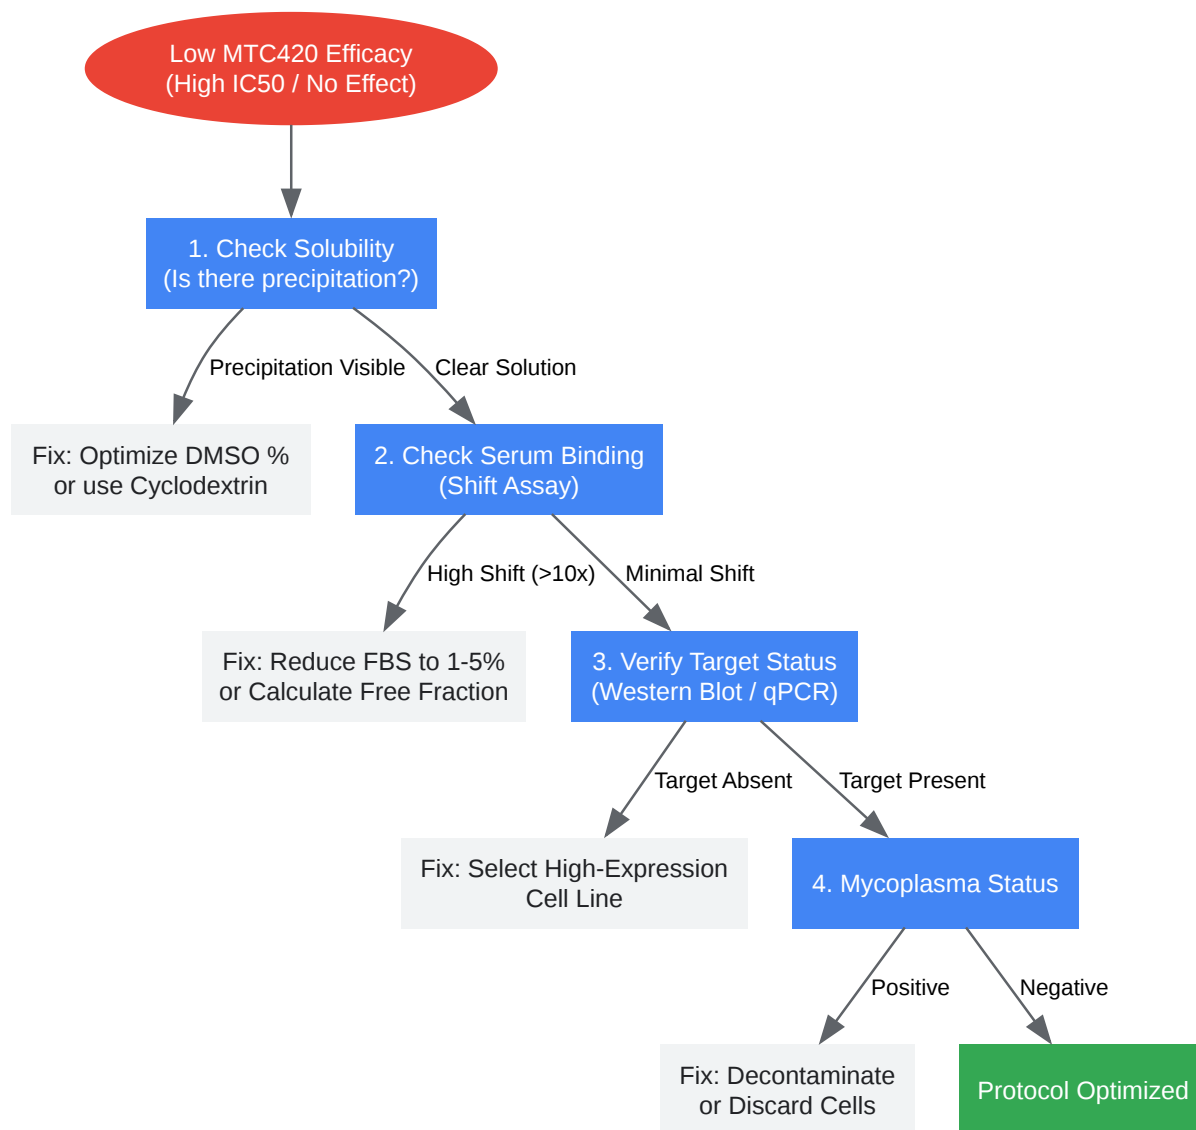 Low MTC420 Efficacy
(High IC50 / No Effect)
1. Check Solubility
(Is there precipitation?)
Precipitation Visible
Clear Solution
Fix: Optimize DMSO %
or use Cyclodextrin
2. Check Serum Binding
(Shift Assay)
High Shift (>10x)
Minimal Shift
Fix: Reduce FBS to 1-5%
or Calculate Free Fraction
3. Verify Target Status
(Western Blot / qPCR)
Target Absent
Target Present
Fix: Select High-Expression
Cell Line
4. Mycoplasma Status
Positive
Negative
Fix: Decontaminate
or Discard Cells
Protocol Optimized